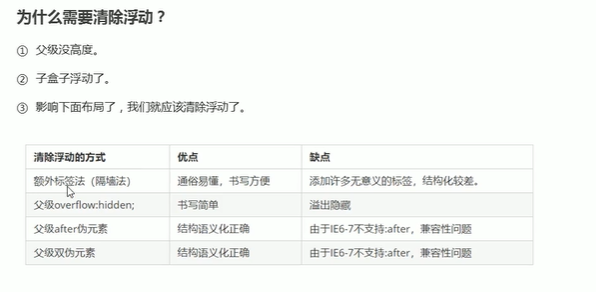 为什么需要清除浮动？
① 父级没高度。
② 子盒子浮动了。
③ 影响下面布局了，我们就应该清除浮动了。
清除浮动的方式 优点 缺点
额外标签法（隔墙法） 通俗易懂，书写方便 添加许多无意义的标签，结构化较差。
父级overflow:hidden; 书写简单 溢出隐藏
父级after伪元素 结构语义化正确 由于IE6-7不支持:after，兼容性问题
父级双伪元素 结构语义化正确 由于IE6-7不支持:after，兼容性问题